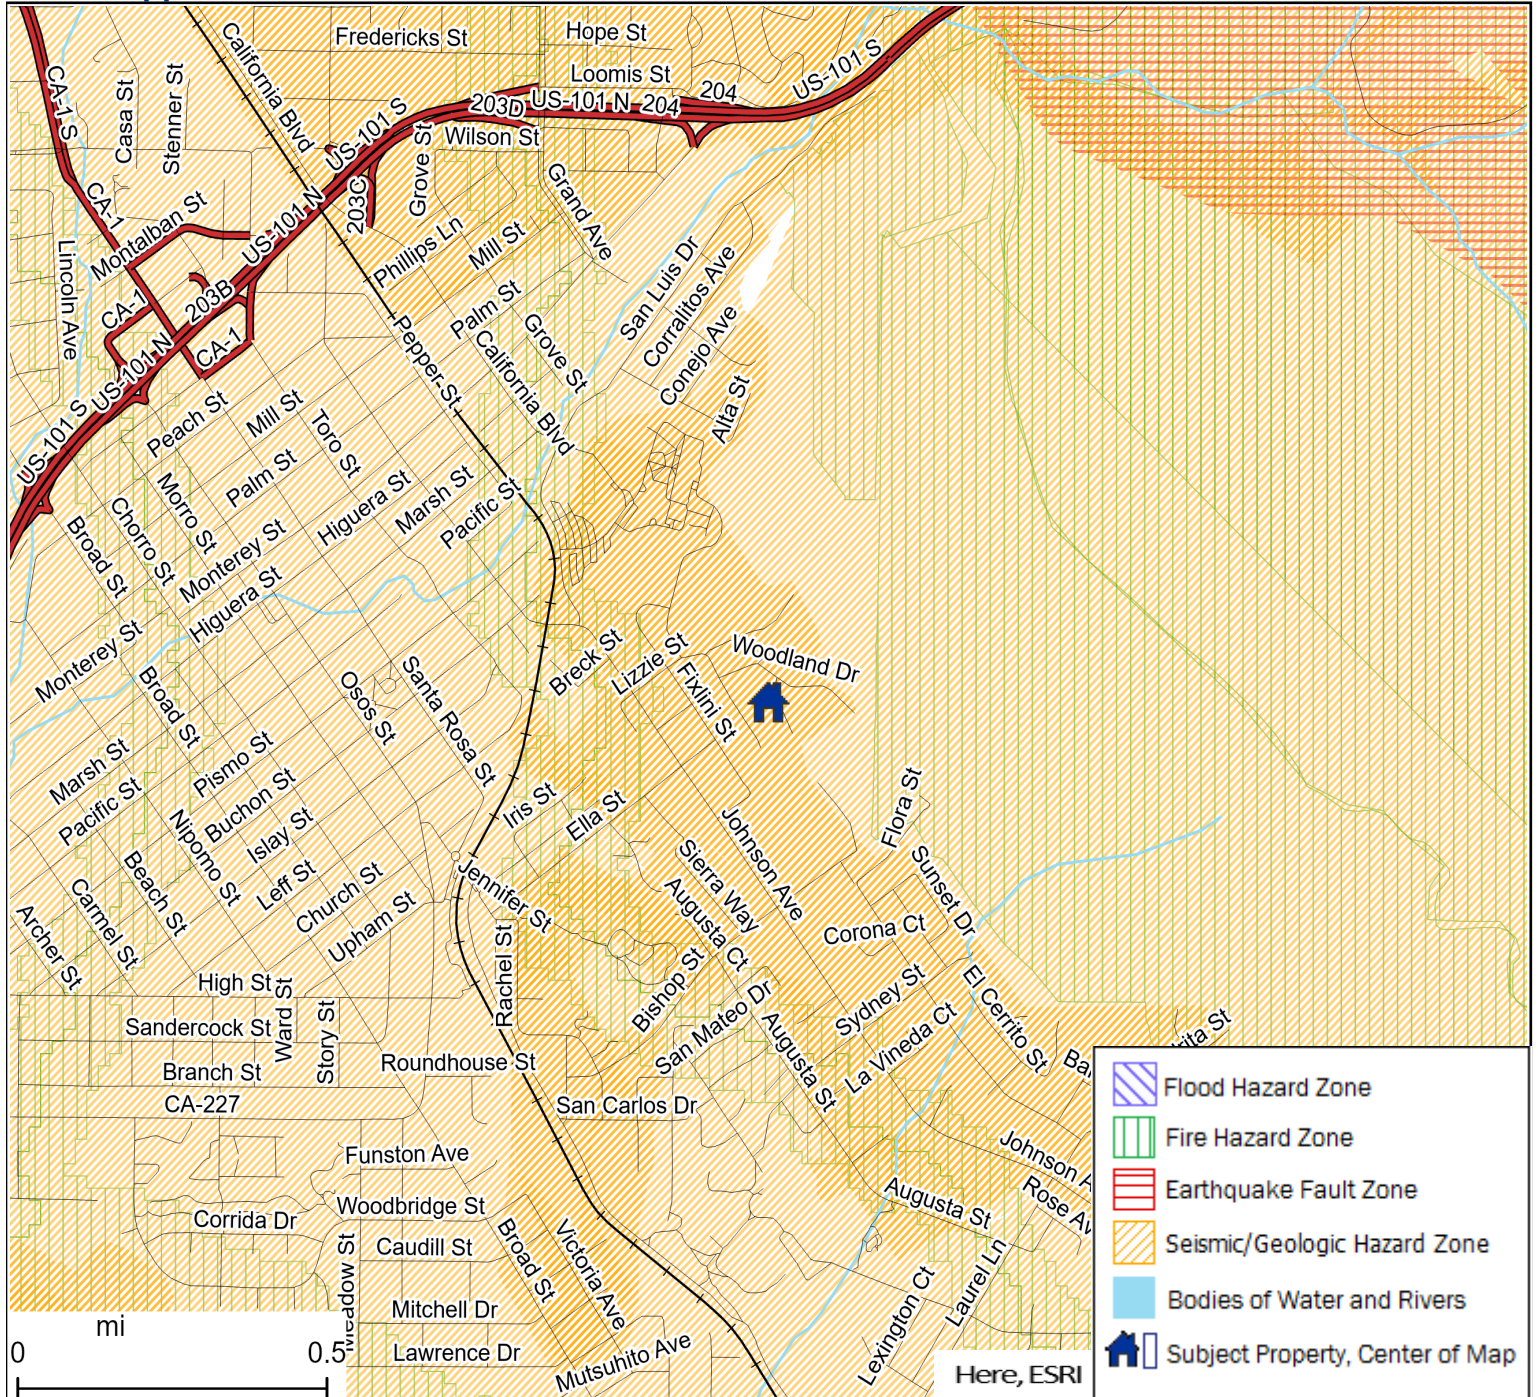 Fredericks St
Hope St
California Blvd
Loomis St
US-101 S
CA-1 S
Casa St
Stenner St
203D
US-101 N
204
204
US-101 S
Wilson St
Grove St
203C
CA-1
Montalban St
US-101 N
Grand Ave
Phillips Ln
Mill St
Lincoln Ave
San Luis Dr
Corralitos Ave
Conejo Ave
CA-1
203B
CA-1
US-101 N
Palm St
Pepper St
California Blvd
Grove St
Alta St
US-101 S
Peach St
Mill St
Toro St
Palm St
Morro St
Higuera St
Marsh St
Pacific St
Chorro St
Broad St
Monterey St
Higuera St
Monterey St
Broad St
Osos St
Santa Rosa St
Breck St
Lizzie St
Fixlini St
Woodland Dr
Marsh St
Pacific St
Pismo St
Buchon St
Islay St
Nipomo St
Iris St
Ella St
Johnson Ave
Flora St
Beach St
Leff St
Church St
Upham St
Jennifer St
Sierra Way
Augusta Ct
Sunset Dr
Corona Ct
Carmel St
Archer St
High St
Ward St
Story St
Rachel St
Bishop St
San Mateo Dr
Sydney St
El Cerrito St
La Vineda Ct
Sandercock St
Branch St
CA-227
Roundhouse St
San Carlos Dr
Augusta St
rita St
Ba
Funston Ave
Woodbridge St
Corrida Dr
Caudill St
Meadow St
Broad St
Victoria Ave
Mitchell Dr
Lawrence Dr
Mutsuhito Ave
Johnson A
Rose Av
Augusta St
Laurel Ln
Lexington Ct
mi
0 0.5
Here, ESRI
Flood Hazard Zone
Fire Hazard Zone
Earthquake Fault Zone
Seismic/Geologic Hazard Zone
Bodies of Water and Rivers
Subject Property, Center of Map